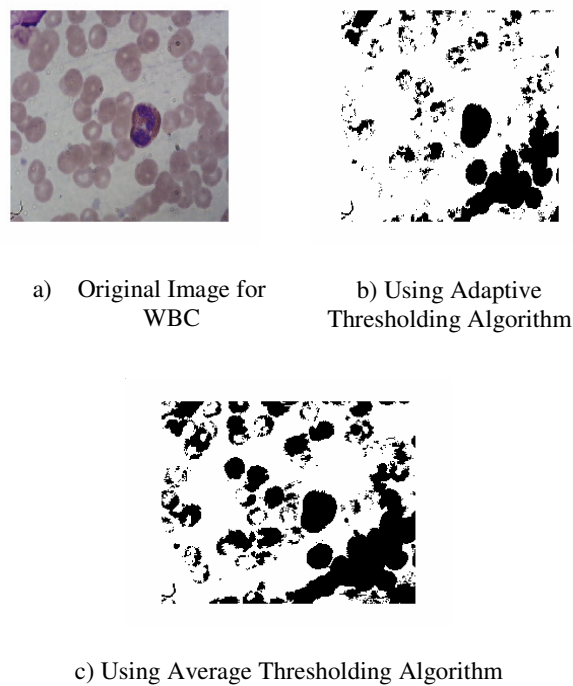 a) Original Image for
WBC
b) Using Adaptive
Thresholding Algorithm
c) Using Average Thresholding Algorithm